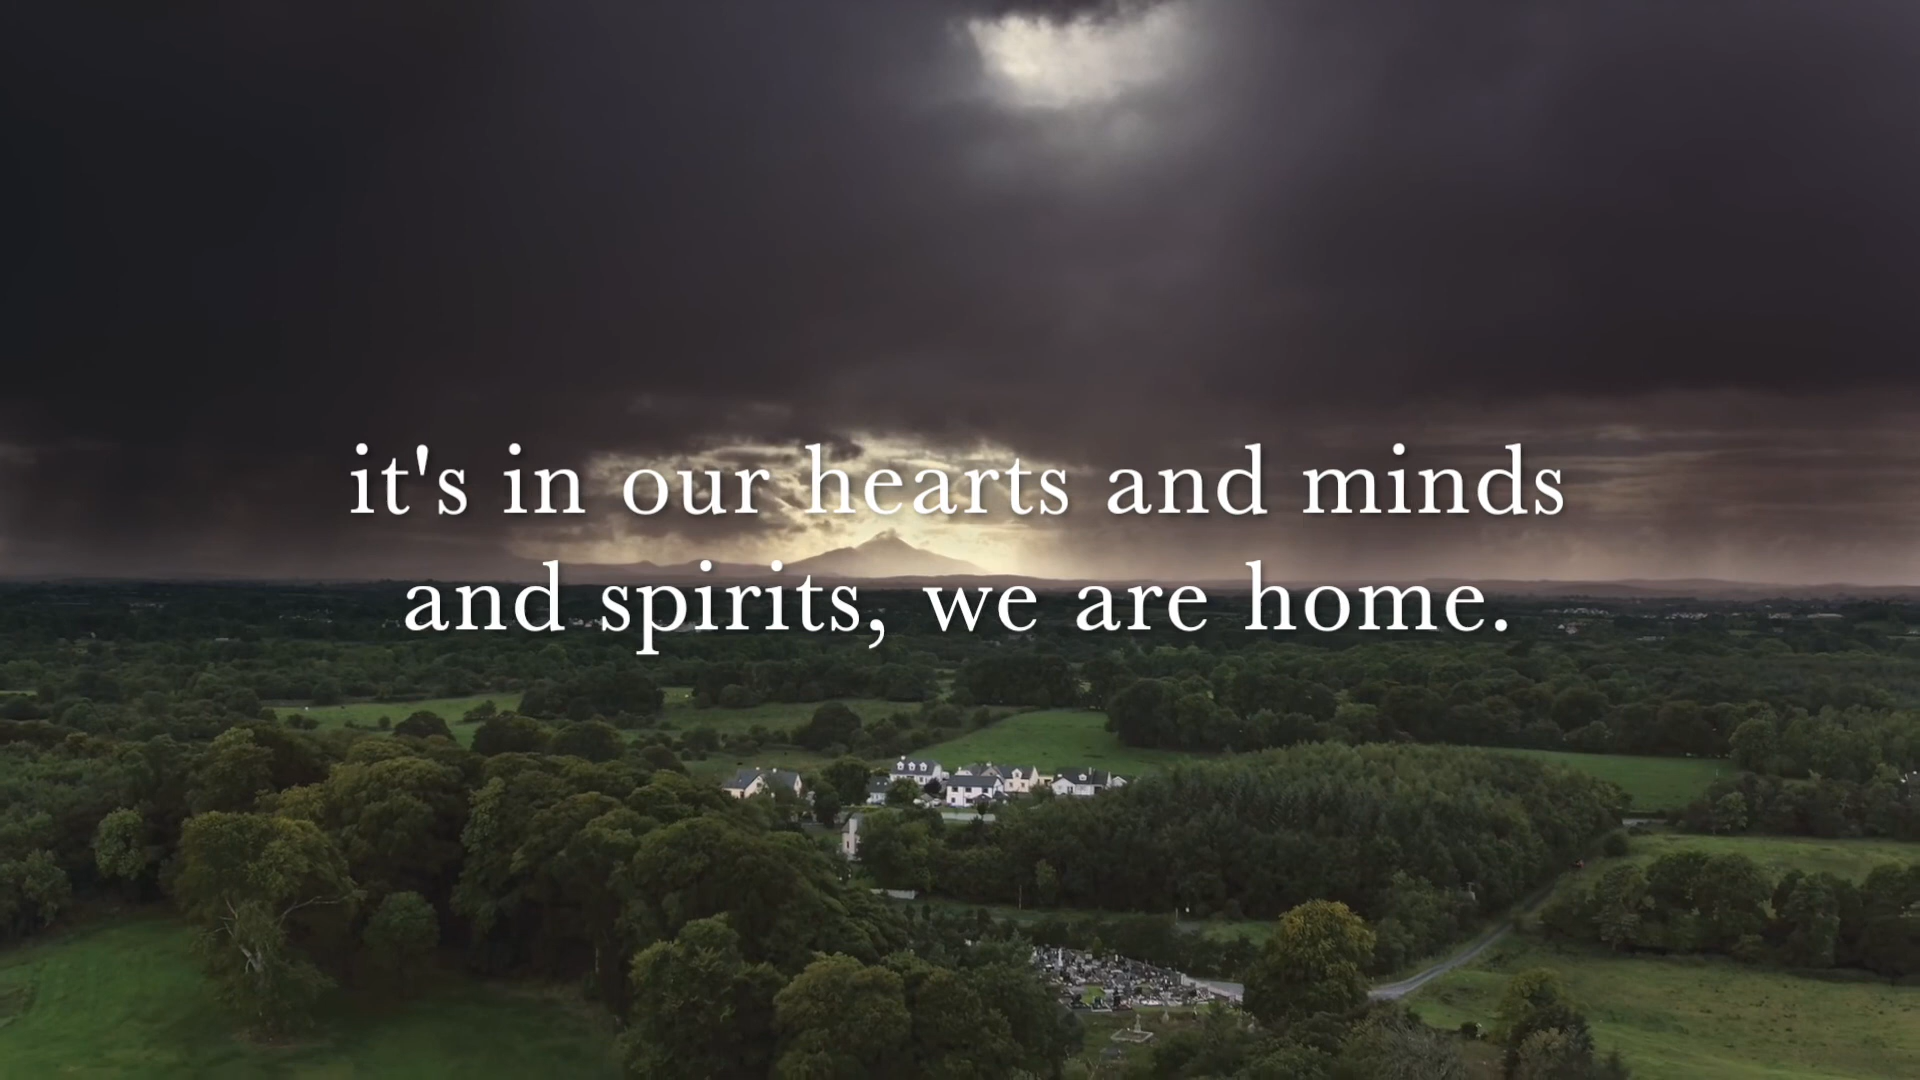 it's in our hearts and minds
and spirits, we are home.